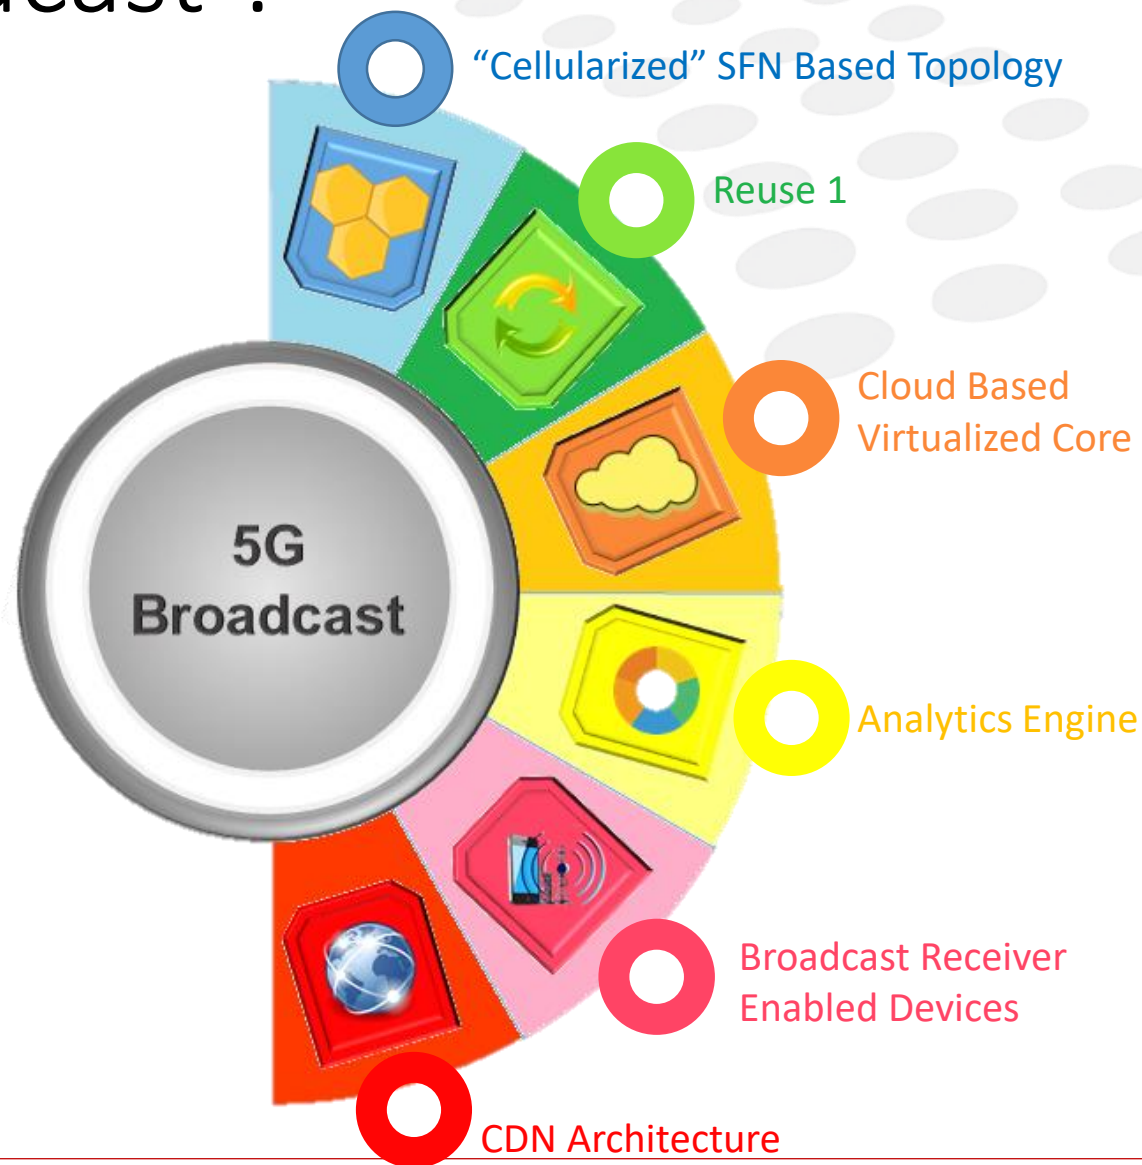 “Cellularized” SFN Based Topology
Reuse 1
Cloud Based
Virtualized Core
5G
Broadcast
Analytics Engine
Broadcast Receiver
Enabled Devices
CDN Architecture